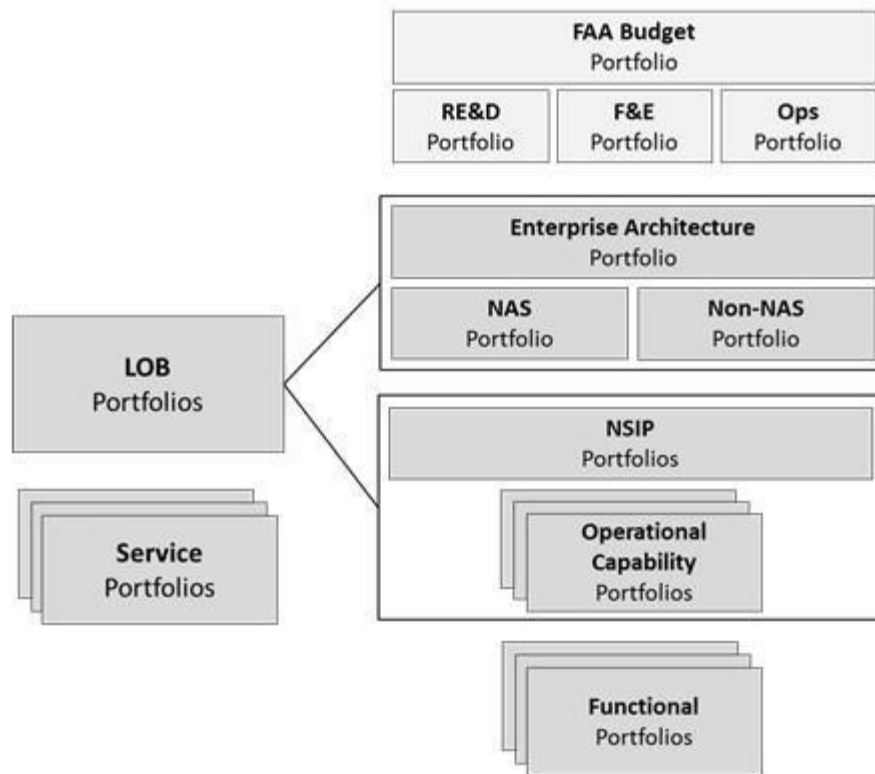 FAA Budget
Portfolio
RE&D
Portfolio
F&E
Portfolio
Ops
Portfolio
Enterprise Architecture
Portfolio
NAS
Portfolio
Non-NAS
Portfolio
LOB
Portfolios
NSIP
Portfolios
Service
Portfolios
Operational
Capability
Portfolios
Functional
Portfolios